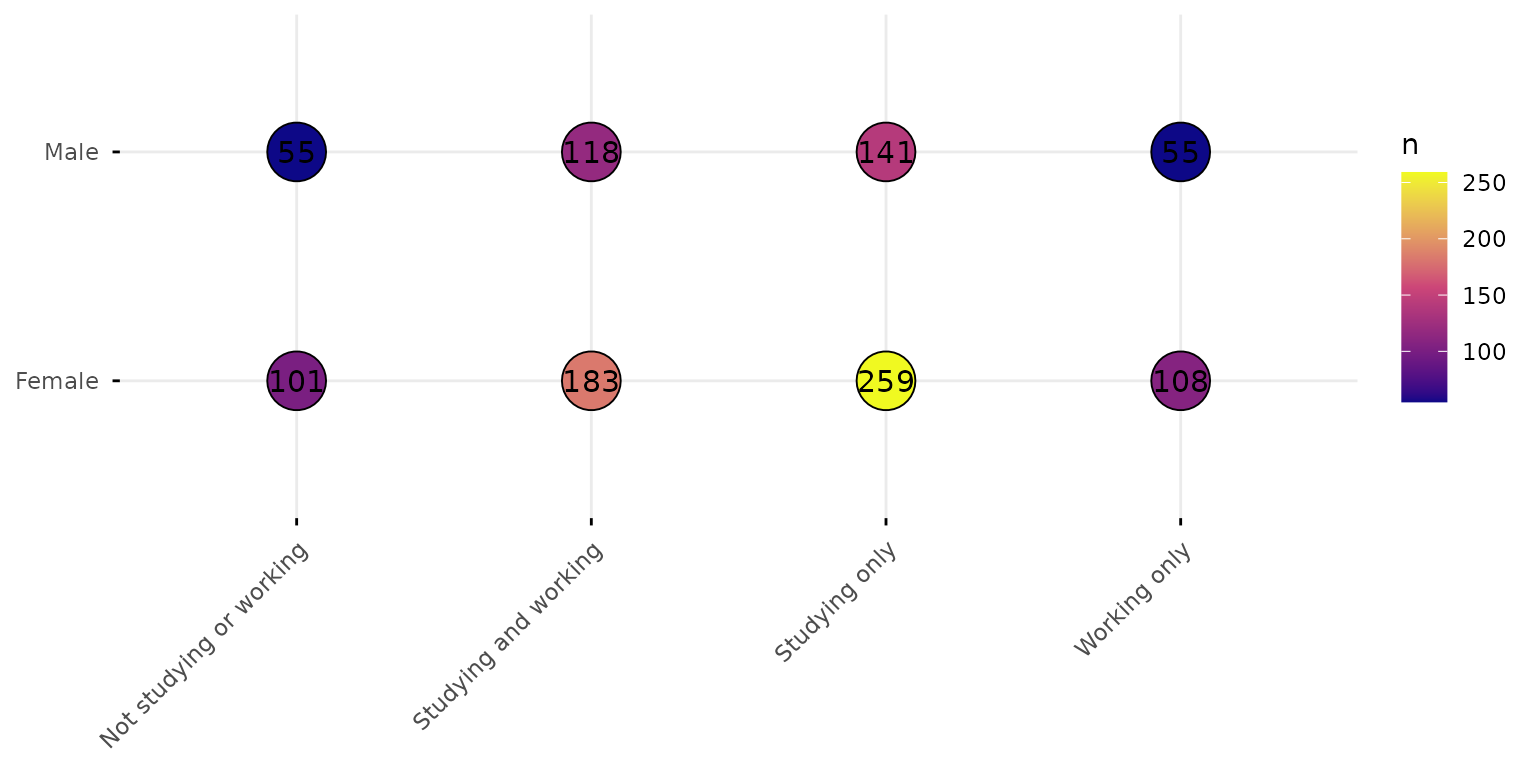 Male
55
118
141
55
Female
101
183
259
108
Not studying or working
Studying and working
Studying only
Working only
n
250
200
150
100